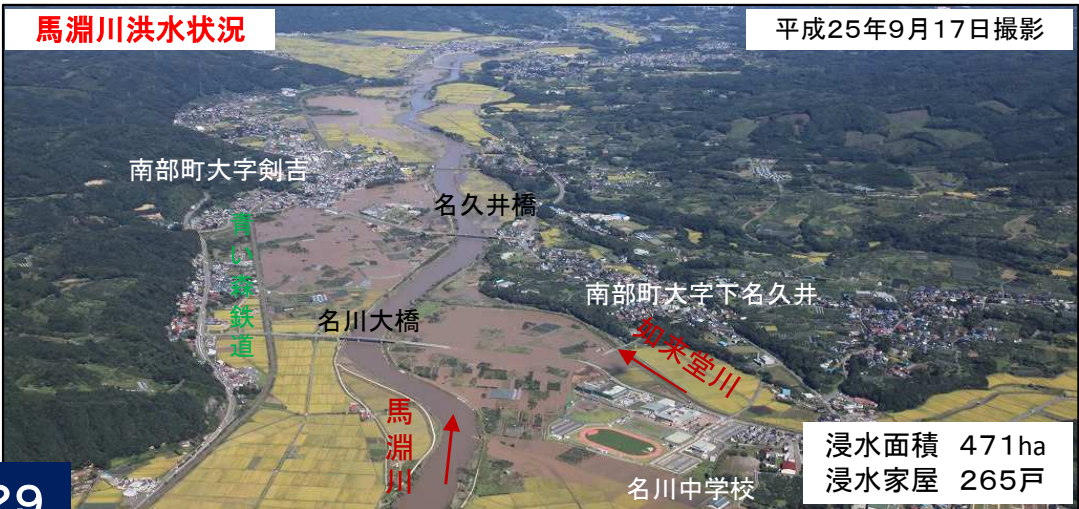 馬淵川洪水状況
平成25年9月17日撮影
南部町大字剣吉
名久井橋
青い森鉄道
南部町大字下名久井
名川大橋
如来堂川
馬淵川
浸水面積 471ha
浸水家屋 265戸
名川中学校
29